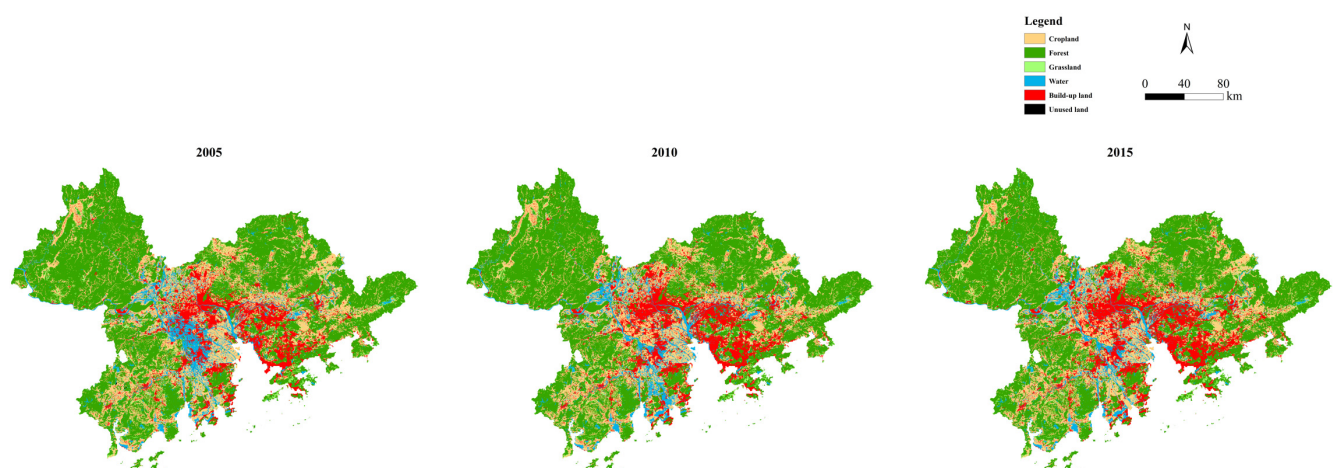 Legend
Cropland
Forest
Grassland
Water
Build-up land
Unused land
N
0 40 80
km
2005
2010
2015